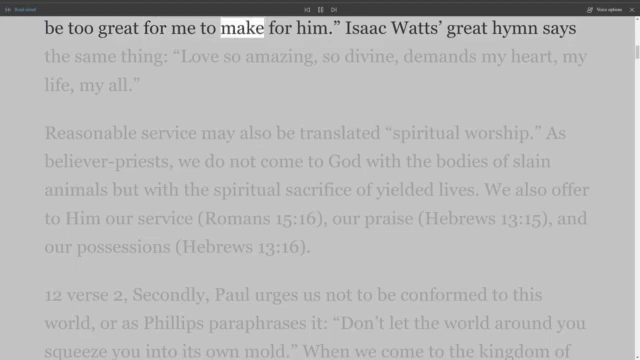 Read aloud
Voice options
be too great for me to make for him.” Isaac Watts’ great hymn says
the same thing: “Love so amazing, so divine, demands my heart, my
life, my all.”
Reasonable service may also be translated “spiritual worship.” As
believer-priests, we do not come to God with the bodies of slain
animals but with the spiritual sacrifice of yielded lives. We also offer
to Him our service (Romans 15:16), our praise (Hebrews 13:15), and
our possessions (Hebrews 13:16).
12 verse 2, Secondly, Paul urges us not to be conformed to this
world, or as Phillips paraphrases it: “Don’t let the world around you
squeeze you into its own mold.” When we come to the kingdom of